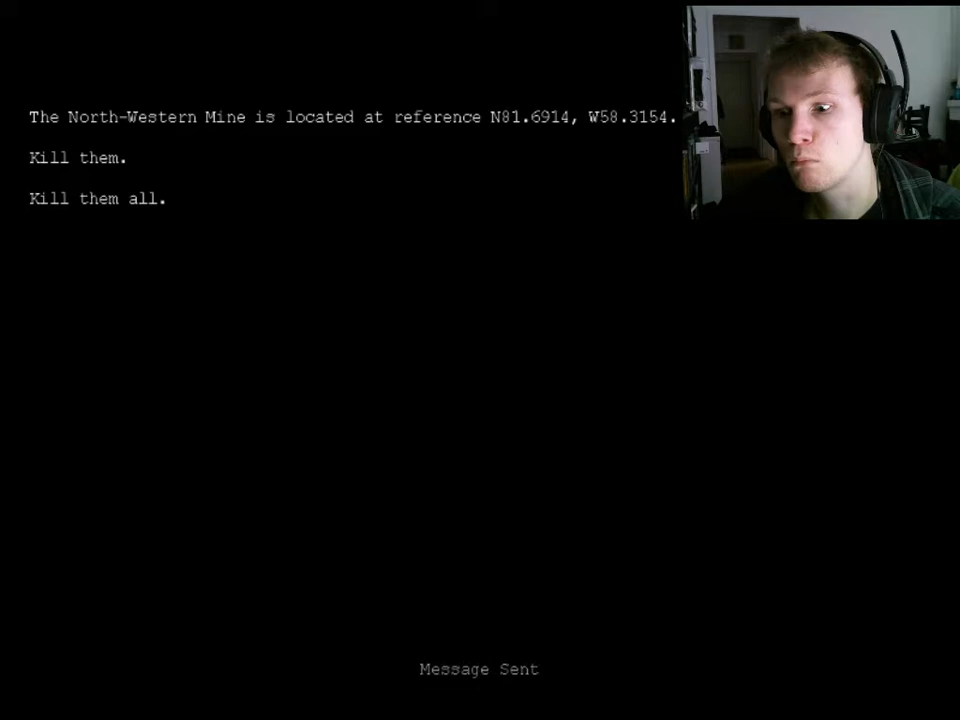 The North-Western Mine is located at reference N81.6914, W58.3154.
Kill them.
Kill them all.
Message Sent